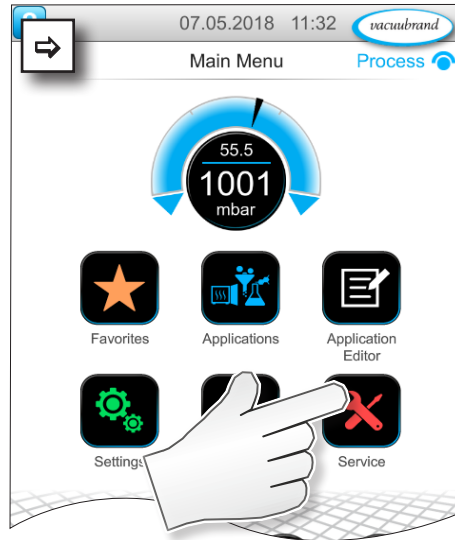 07.05.2018 11:32 vacuubrand
Main Menu Process
55.5
1001
mbar
Favorites Applications Application
Editor
Settings Service